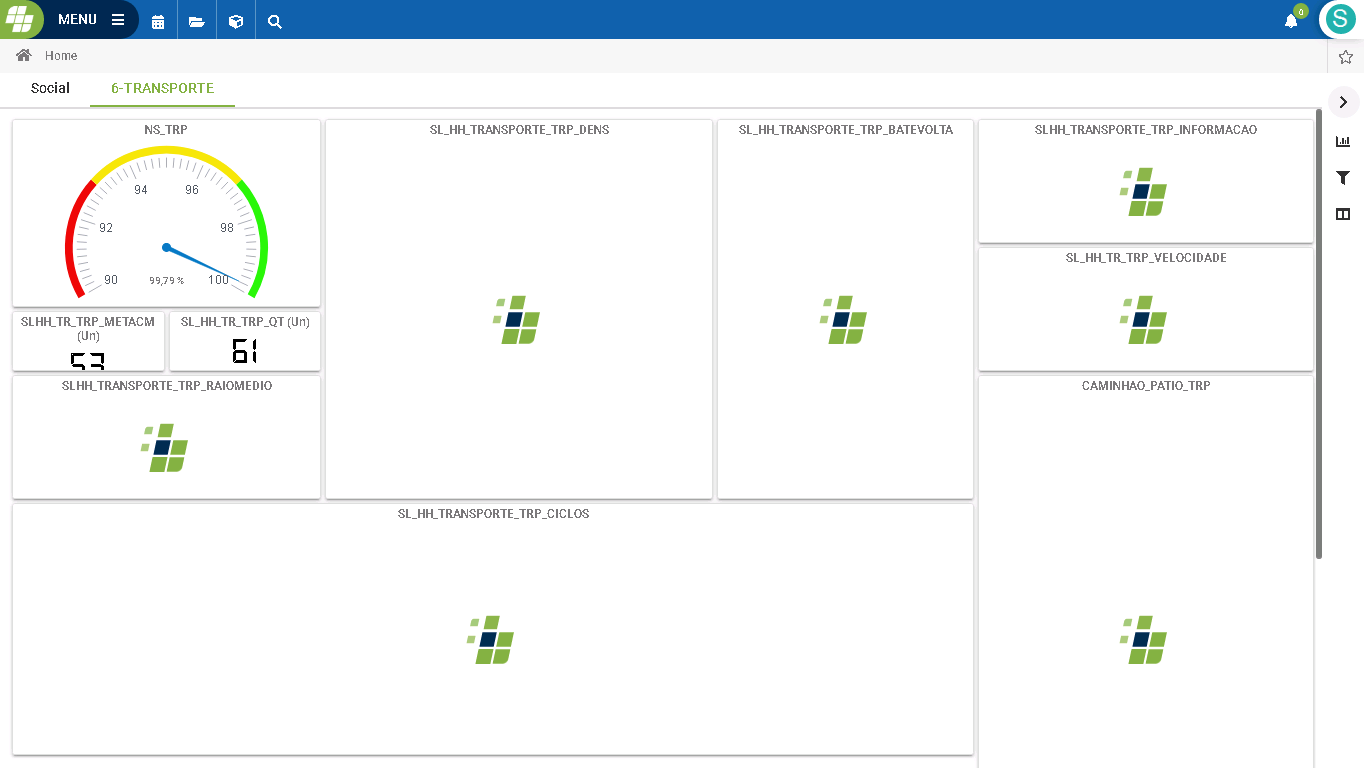 MENU
0
S
Home
Social
6-TRANSPORTE
NS_TRP
90
92
94
96
98
100
99,79 %
SLHH_TR_TRP_METACM
(Un)
53
SL_HH_TR_TRP_QT (Un)
61
SLHH_TRANSPORTE_TRP_RAIOMEDIO
SL_HH_TRANSPORTE_TRP_DENS
SL_HH_TRANSPORTE_TRP_BATEVOLTA
SLHH_TRANSPORTE_TRP_INFORMACAO
SL_HH_TR_TRP_VELOCIDADE
CAMINHAO_PATIO_TRP
SL_HH_TRANSPORTE_TRP_CICLOS